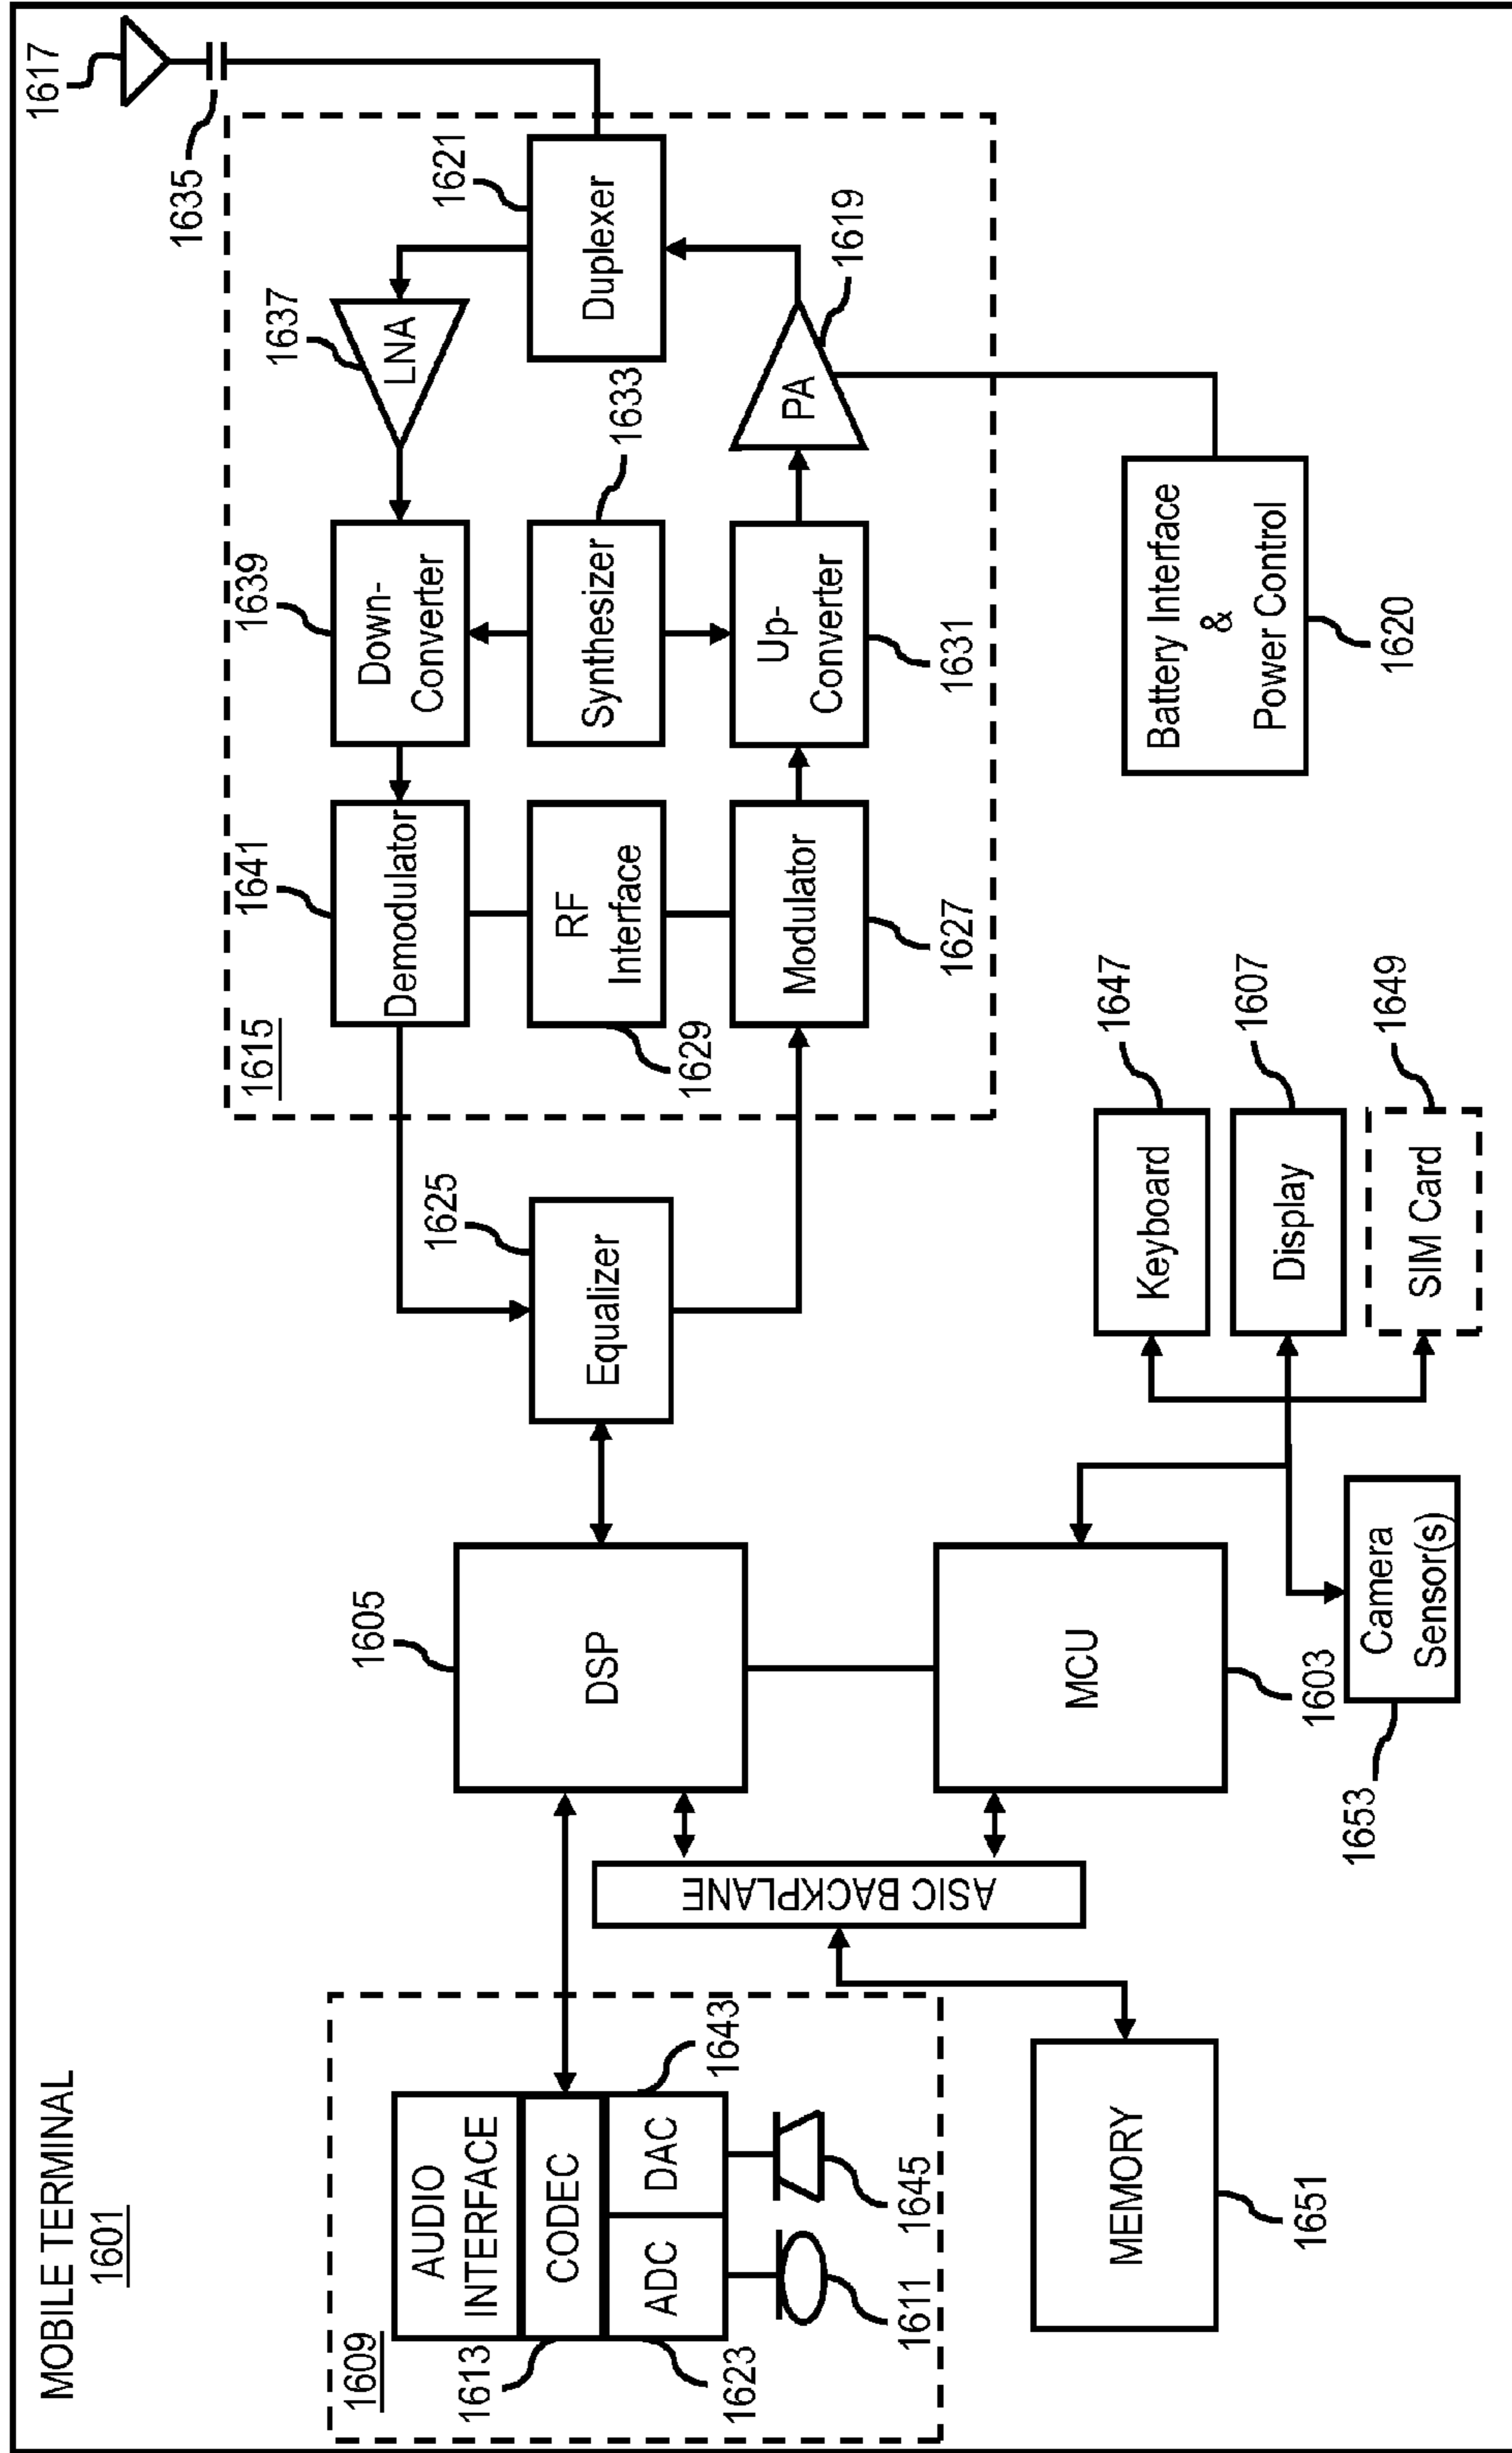 MOBILE TERMINAL
1601
1609
AUDIO
INTERFACE
CODEC
ADC
DAC
1613
1623
1643
1611
1645
MEMORY
1651
ASIC BACKPLANE
1605
DSP
MCU
1603
Camera
Sensor(s)
1653
1625
Equalizer
Keyboard
1647
Display
1607
SIM Card
1649
1615
1641
Demodulator
RF
Interface
1629
Modulator
1627
1639
Down-
Converter
Synthesizer
1633
Up-
Converter
1631
1637
LNA
PA
1619
1621
Duplexer
1635
1617
Battery Interface
&
Power Control
1620